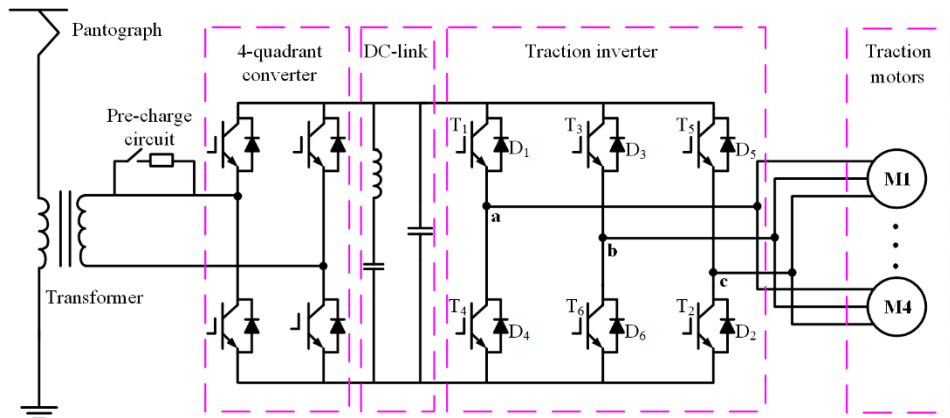 Pantograph
4-quadrant
converter
DC-link
Traction inverter
Traction
motors
Pre-charge
circuit
T1
D1
T3
D3
T5
D5
M1
a
b
c
Transformer
T4
D4
T6
D6
T2
D2
M4